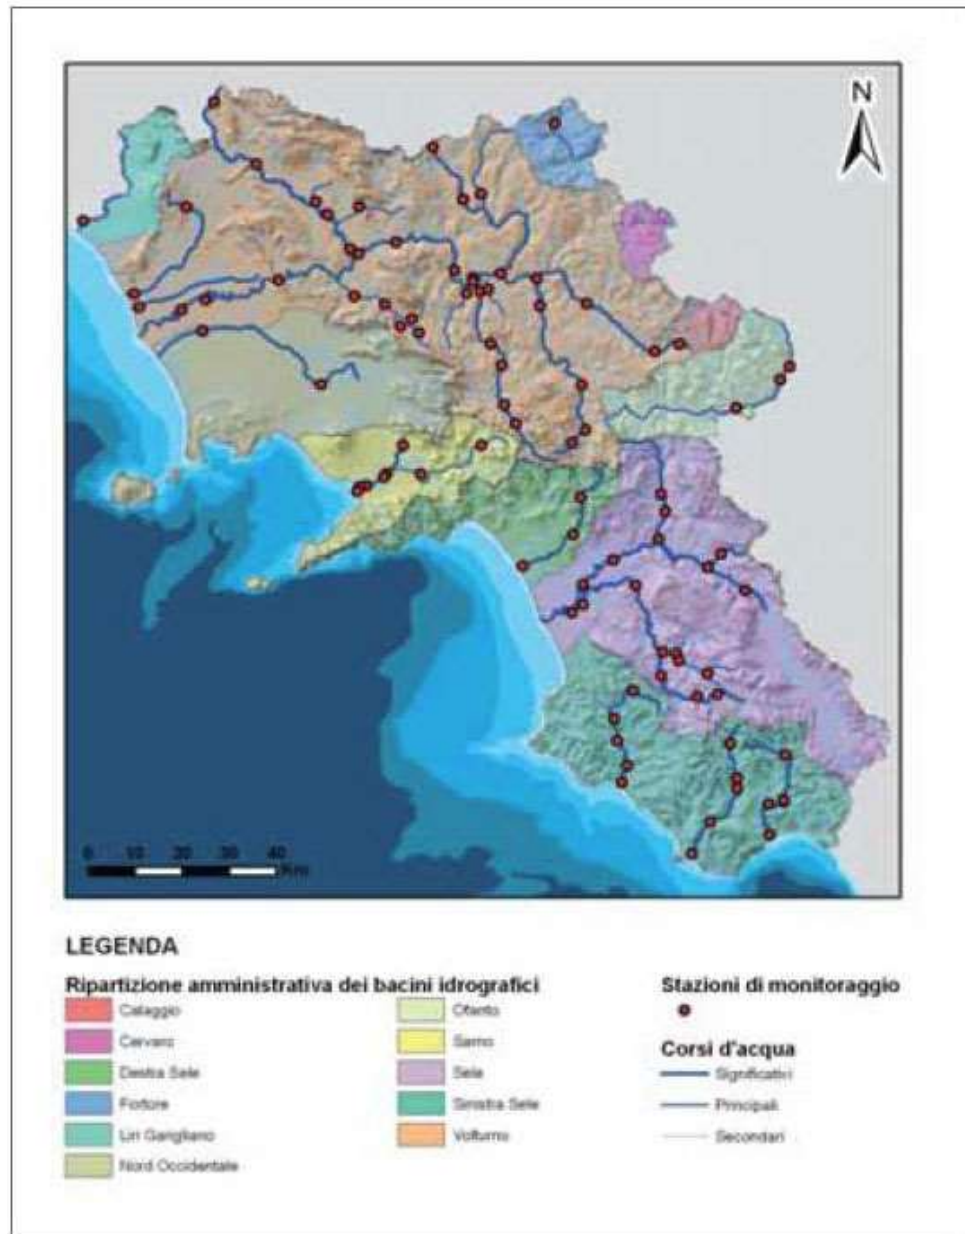 N
0 10 20 30 40
Km
LEGENDA
Ripartizione amministrativa dei bacini idrografici
Calaggio
Cervaro
Destra Sele
Fortore
Liri Garigliano
Nord Occidentale
Ofanto
Sarno
Sele
Sinistra Sele
Volturno
Stazioni di monitoraggio
Corsi d'acqua
Significativi
Principali
Secondari